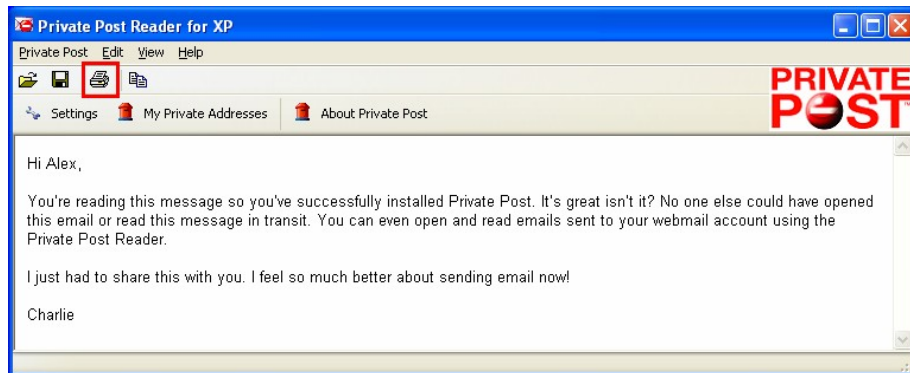 Private Post Reader for XP
Private Post Edit View Help
PRIVATE
POST
Settings My Private Addresses About Private Post
Hi Alex,
You're reading this message so you've successfully installed Private Post. It's great isn't it? No one else could have opened
this email or read this message in transit. You can even open and read emails sent to your webmail account using the
Private Post Reader.
I just had to share this with you. I feel so much better about sending email now!
Charlie